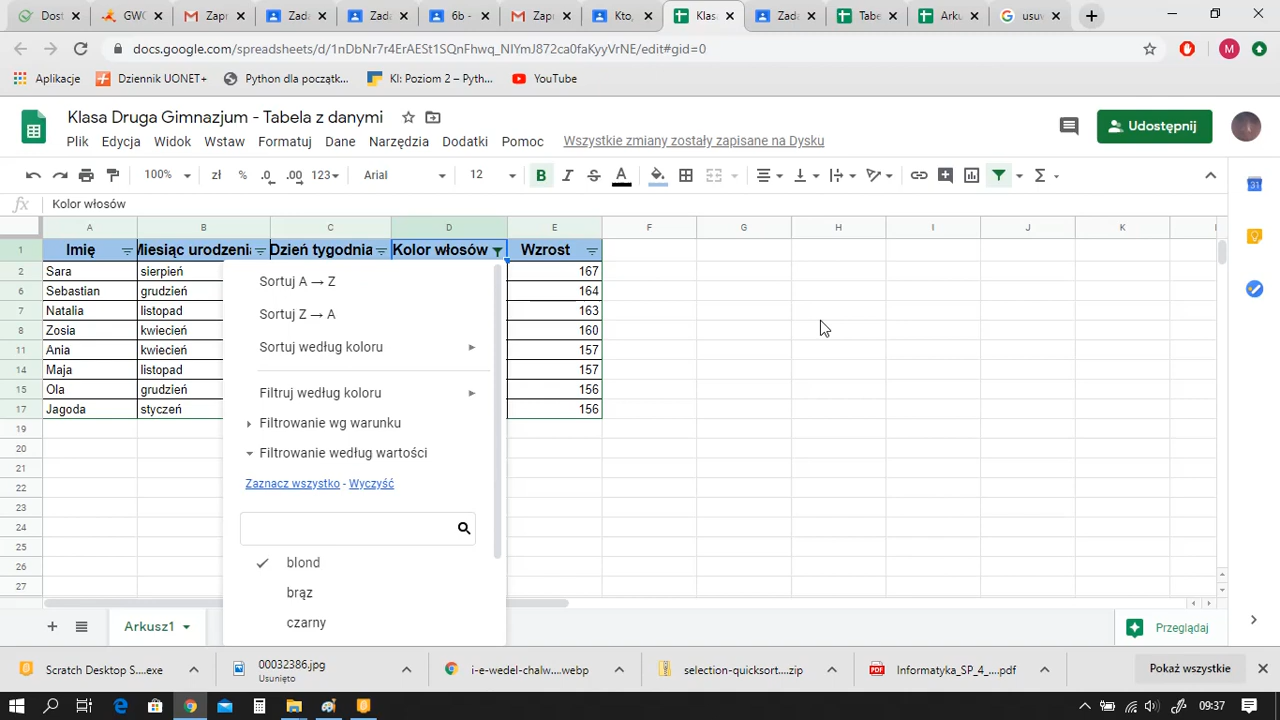 Dos GWO Zapr Zada Zada 6b - Zapr Kto, Klas Zada Tabe Arku usuv
docs.google.com/spreadsheets/d/1nDbNr7r4ErAESt1SQnFhwq_NIYmJ872ca0faKyyVrNE/edit#gid=0 M
Aplikacje Dziennik UONET+ Python dla początk... KI: Poziom 2 – Pyth... YouTube
Klasa Druga Gimnazjum - Tabela z danymi
Udostępnij
Plik Edycja Widok Wstaw Formatuj Dane Narzędzia Dodatki Pomoc Wszystkie zmiany zostały zapisane na Dysku
100% zł % .0 .00 123 Arial 12 B I S A Σ
fx Kolor włosów
A B C D E F G H J K
1 Imię Miesiąc urodzenia Dzień tygodnia Kolor włosów Wzrost
2 Sara sierpień 167
6 Sebastian grudzień 164
7 Natalia listopad 163
8 Zosia kwiecień 160
11 Ania kwiecień 157
14 Maja listopad 157
15 Ola grudzień 156
17 Jagoda styczeń 156
19
20
21
22
23
24
25
26
27
Sortuj A → Z
Sortuj Z → A
Sortuj według koloru
Filtruj według koloru
Filtrowanie wg warunku
Filtrowanie według wartości
Zaznacz wszystko - Wyczyść
blond
brąz
czarny
Arkusz1 Przeglądaj
Scratch Desktop S....exe 00032386.jpg Usunięto i-e-wedel-chalw....webp selection-quicksort....zip Informatyka_SP_4_....pdf Pokaż wszystkie
09:37